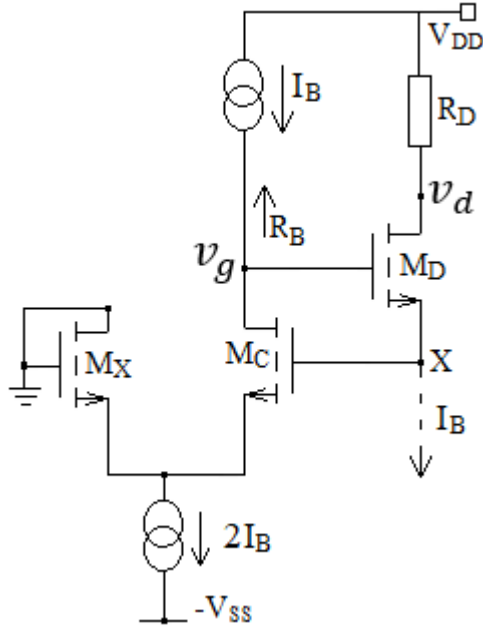 V_DD
I_B
R_D
v_d
R_B
v_g
M_D
M_X
M_C
X
I_B
2I_B
-V_SS